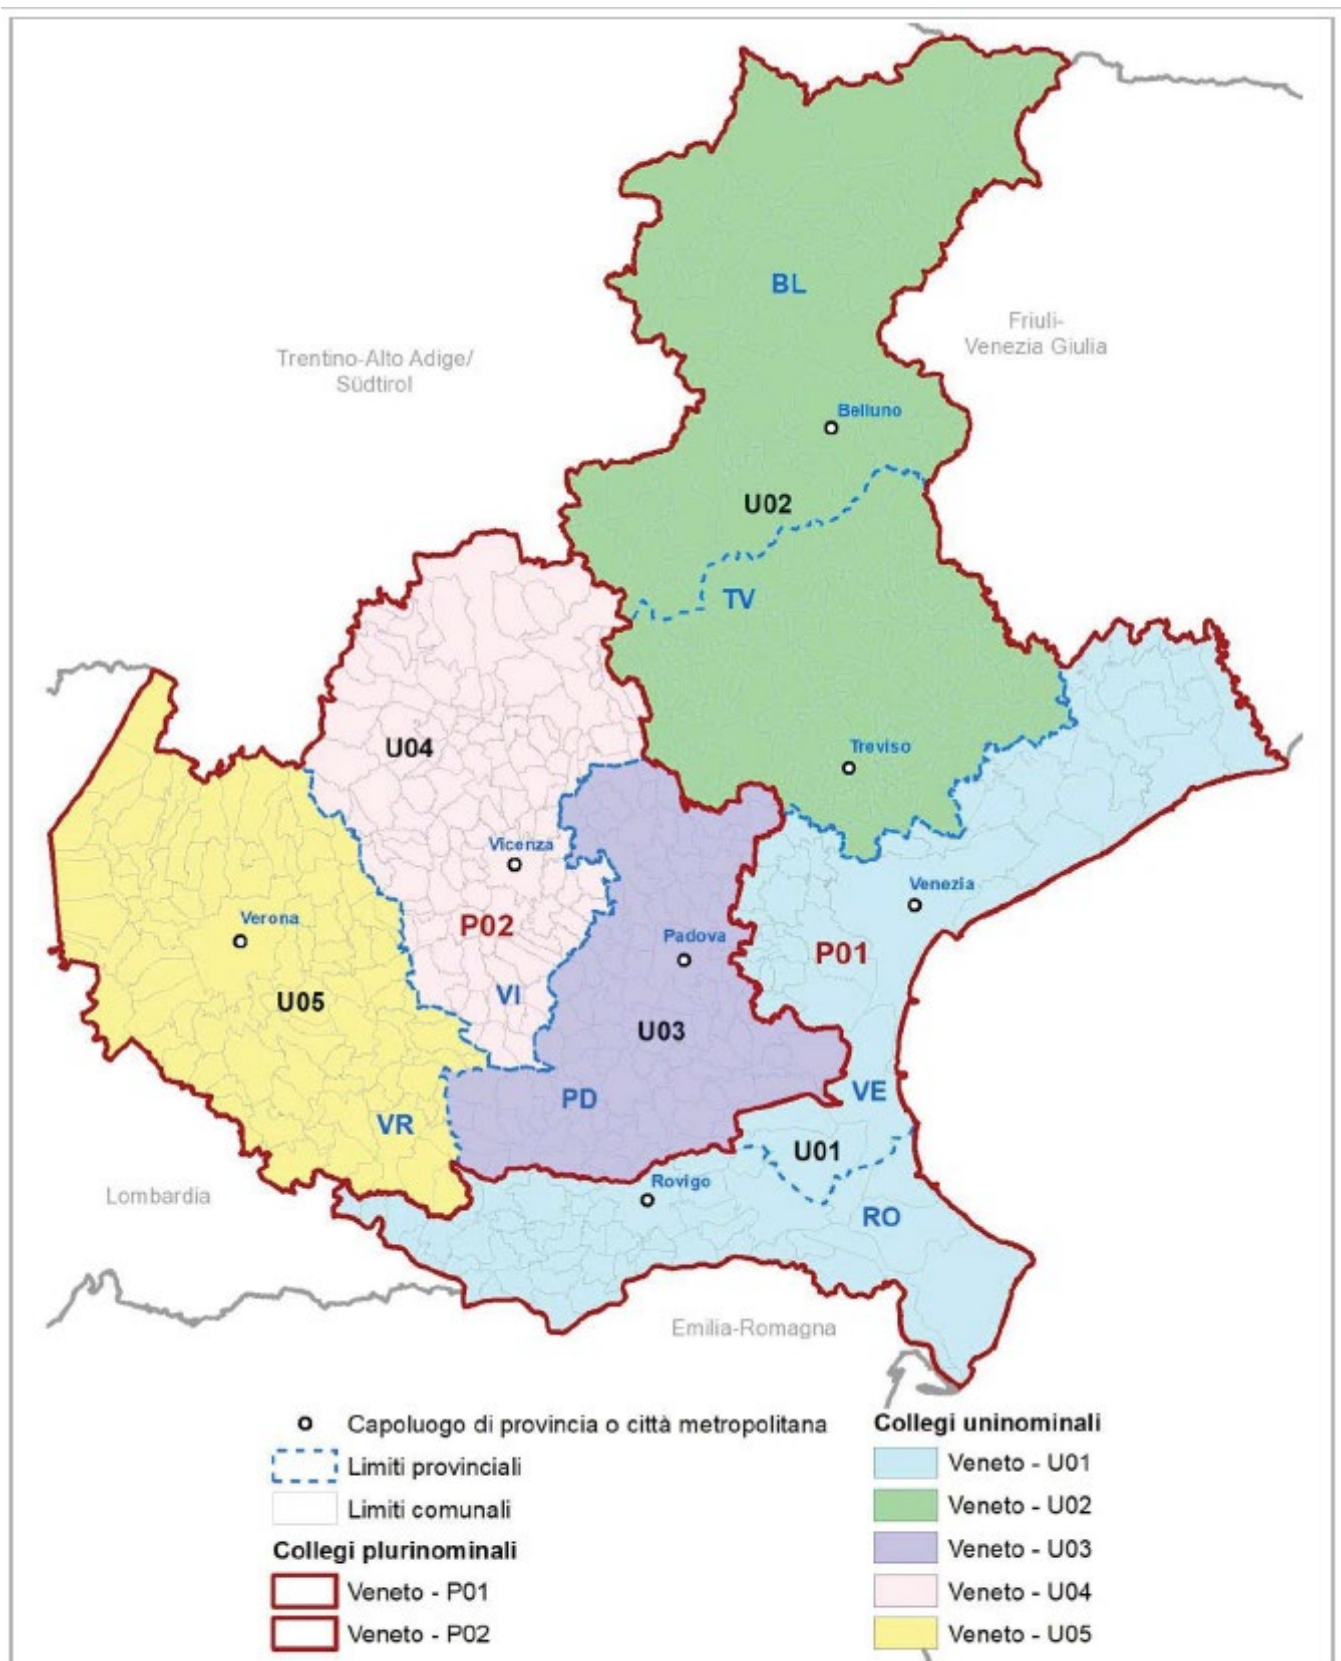 BL
Friuli-
Venezia Giulia
Trentino-Alto Adige/
Südtirol
Belluno
U02
TV
U04
Treviso
Vicenza
Venezia
Verona
P02
Padova
P01
VI
U05
U03
PD
VE
VR
U01
Rovigo
Lombardia
RO
Emilia-Romagna
Capoluogo di provincia o città metropolitana
Limiti provinciali
Limiti comunali
Collegi plurinominali
Veneto - P01
Veneto - P02
Collegi uninominali
Veneto - U01
Veneto - U02
Veneto - U03
Veneto - U04
Veneto - U05